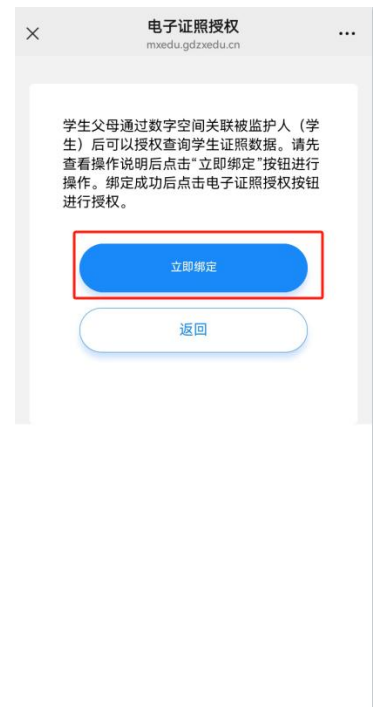 电子证照授权
mxedu.gdzxedu.cn
学生父母通过数字空间关联被监护人（学
生）后可以授权查询学生证照数据。请先
查看操作说明后点击“立即绑定”按钮进行
操作。绑定成功后点击电子证照授权按钮
进行授权。
立即绑定
返回